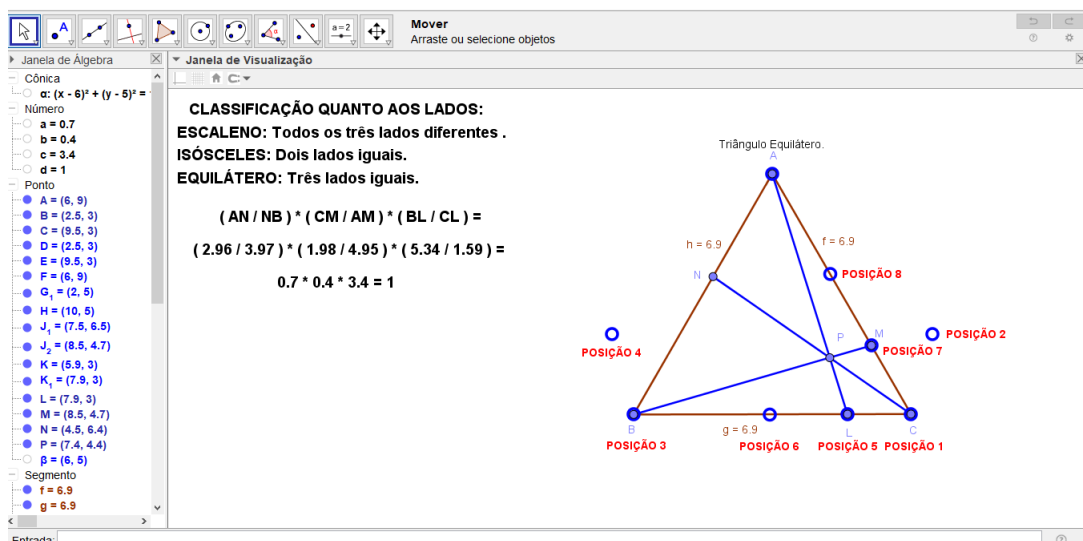 Mover
Arraste ou selecione objetos
Janela de Álgebra
Janela de Visualização
Cônica
α: (x - 6)² + (y - 5)² =
Número
a = 0.7
b = 0.4
c = 3.4
d = 1
Ponto
A = (6, 9)
B = (2.5, 3)
C = (9.5, 3)
D = (2.5, 3)
E = (9.5, 3)
F = (6, 9)
G₁ = (2, 5)
H = (10, 5)
J₁ = (7.5, 6.5)
J₂ = (8.5, 4.7)
K = (5.9, 3)
K₁ = (7.9, 3)
L = (7.9, 3)
M = (8.5, 4.7)
N = (4.5, 6.4)
P = (7.4, 4.4)
β = (6, 5)
Segmento
f = 6.9
g = 6.9
CLASSIFICAÇÃO QUANTO AOS LADOS:
ESCALENO: Todos os três lados diferentes .
ISÓSCELES: Dois lados iguais.
EQUILÁTERO: Três lados iguais.
( AN / NB ) * ( CM / AM ) * ( BL / CL ) =
( 2.96 / 3.97 ) * ( 1.98 / 4.95 ) * ( 5.34 / 1.59 ) =
0.7 * 0.4 * 3.4 = 1
Triângulo Equilátero.
A
h = 6.9
f = 6.9
N
POSIÇÃO 8
P
M
POSIÇÃO 2
POSIÇÃO 4
POSIÇÃO 7
B
g = 6.9
L
C
POSIÇÃO 3
POSIÇÃO 6
POSIÇÃO 5
POSIÇÃO 1
Entrada: